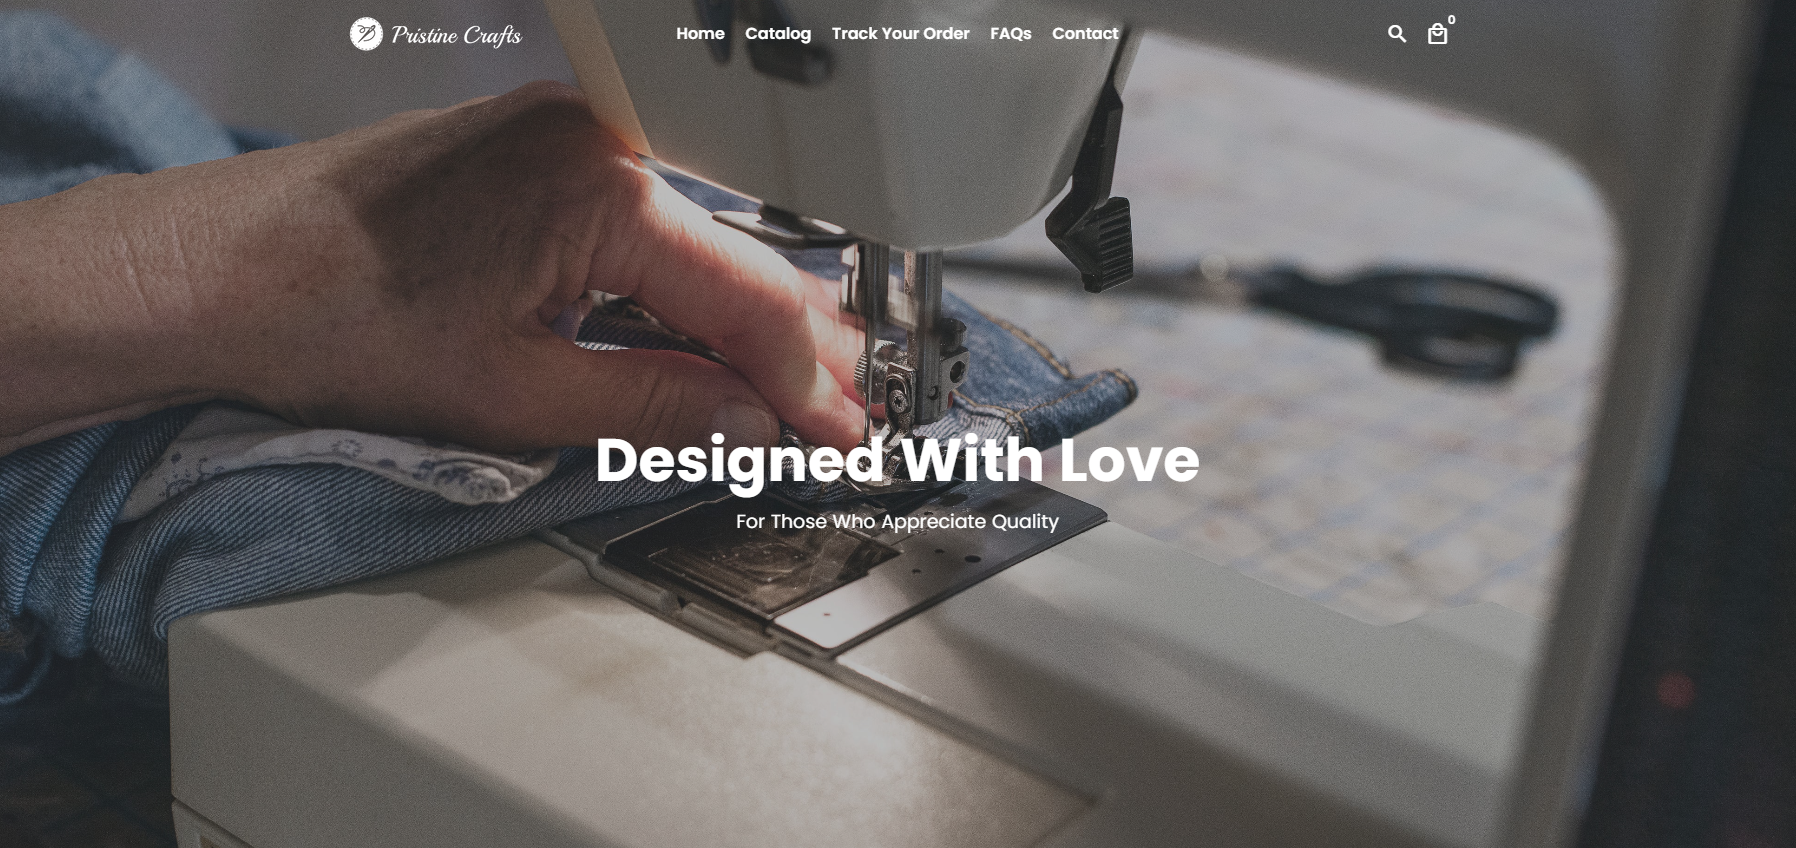 Pristine Crafts
Home Catalog Track Your Order FAQs Contact
0
Designed With Love
For Those Who Appreciate Quality